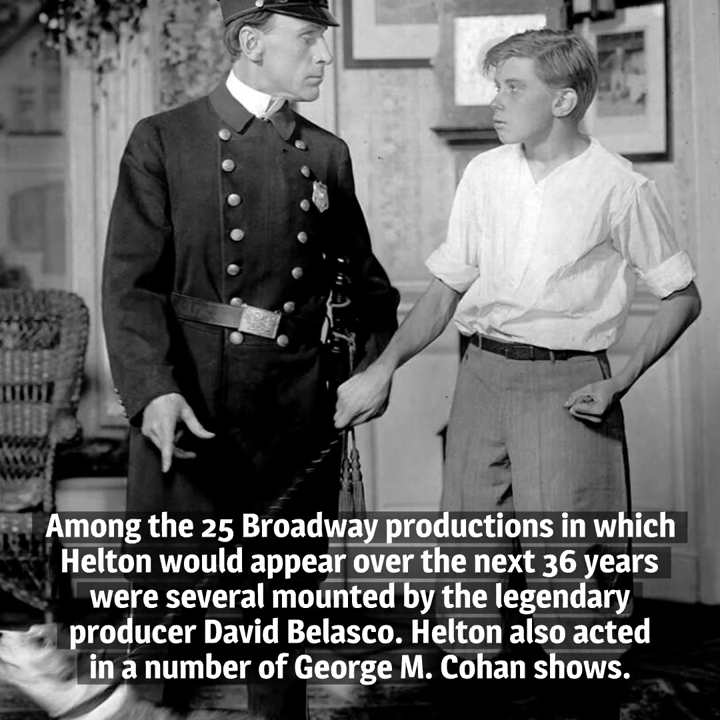 Among the 25 Broadway productions in which
Helton would appear over the next 36 years
were several mounted by the legendary
producer David Belasco. Helton also acted
in a number of George M. Cohan shows.